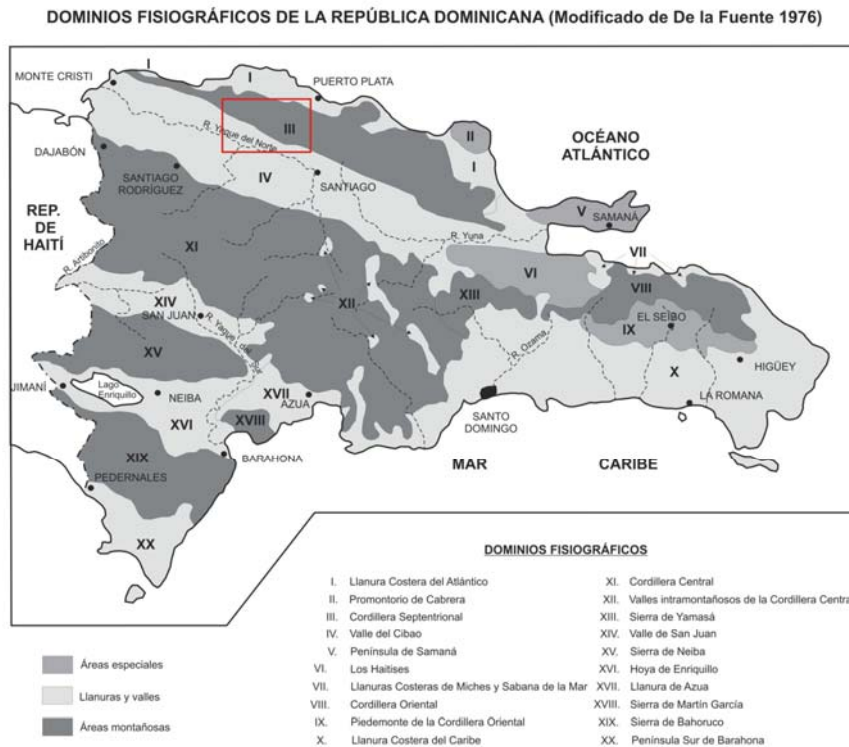 DOMINIOS FISIOGRÁFICOS DE LA REPÚBLICA DOMINICANA (Modificado de De la Fuente 1976)
I
I
MONTE CRISTI
PUERTO PLATA
II
III
R. Yaque del Norte
OCÉANO
ATLÁNTICO
DAJABÓN
I
SANTIAGO
RODRÍGUEZ
IV
SANTIAGO
V
SAMANÁ
REP.
DE
HAITÍ
R. Yuna
VII
XI
R. Artibonito
VI
VIII
XII
XIII
XIV
SAN JUAN
IX
EL SEÍBO
R. Yaque del Sur
R. Ozama
XV
HIGÜEY
X
JIMANÍ
Lago
Enriquillo
NEIBA
XVII
AZUA
LA ROMANA
SANTO
DOMINGO
XVI
XVIII
XIX
BARAHONA
MAR
CARIBE
PEDERNALES
XX
DOMINIOS FISIOGRÁFICOS
I. Llanura Costera del Atlántico
II. Promontorio de Cabrera
III. Cordillera Septentrional
IV. Valle del Cibao
V. Península de Samaná
VI. Los Haitises
VII. Llanuras Costeras de Miches y Sabana de la Mar
VIII. Cordillera Oriental
IX. Piedemonte de la Cordillera Oriental
X. Llanura Costera del Caribe
XI. Cordillera Central
XII. Valles intramontañosos de la Cordillera Central
XIII. Sierra de Yamasá
XIV. Valle de San Juan
XV. Sierra de Neiba
XVI. Hoya de Enriquillo
XVII. Llanura de Azua
XVIII. Sierra de Martín García
XIX. Sierra de Bahoruco
XX. Península Sur de Barahona
Áreas especiales
Llanuras y valles
Áreas montañosas